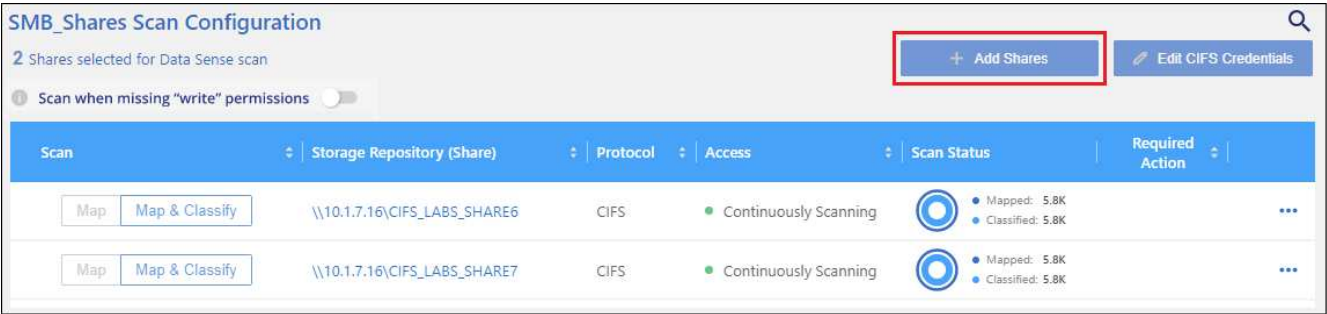 SMB_Shares Scan Configuration
2 Shares selected for Data Sense scan
+ Add Shares
Edit CIFS Credentials
Scan when missing "write" permissions
Scan Storage Repository (Share) Protocol Access Scan Status Required Action
Map Map & Classify \\10.1.7.16\CIFS_LABS_SHARE6 CIFS Continuously Scanning Mapped: 5.8K
Classified: 5.8K
Map Map & Classify \\10.1.7.16\CIFS_LABS_SHARE7 CIFS Continuously Scanning Mapped: 5.8K
Classified: 5.8K